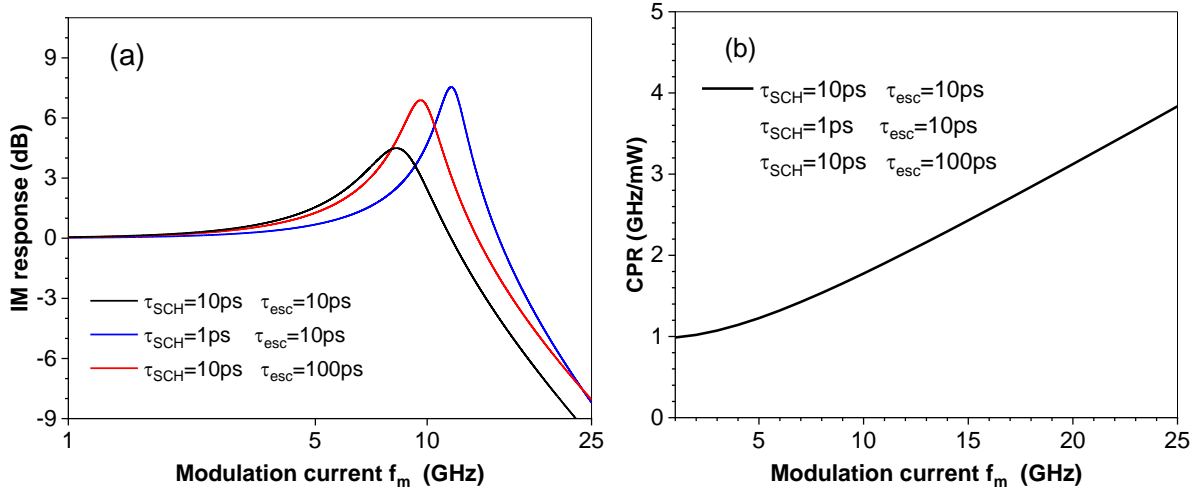 (a)
9
6
3
0
-3
-6
-9
IM response (dB)
τSCH=10ps τesc=10ps
τSCH=1ps τesc=10ps
τSCH=10ps τesc=100ps
1 5 10 25
Modulation current fm (GHz)
(b)
5
4
3
2
1
0
CPR (GHz/mW)
τSCH=10ps τesc=10ps
τSCH=1ps τesc=10ps
τSCH=10ps τesc=100ps
5 10 15 20 25
Modulation current fm (GHz)